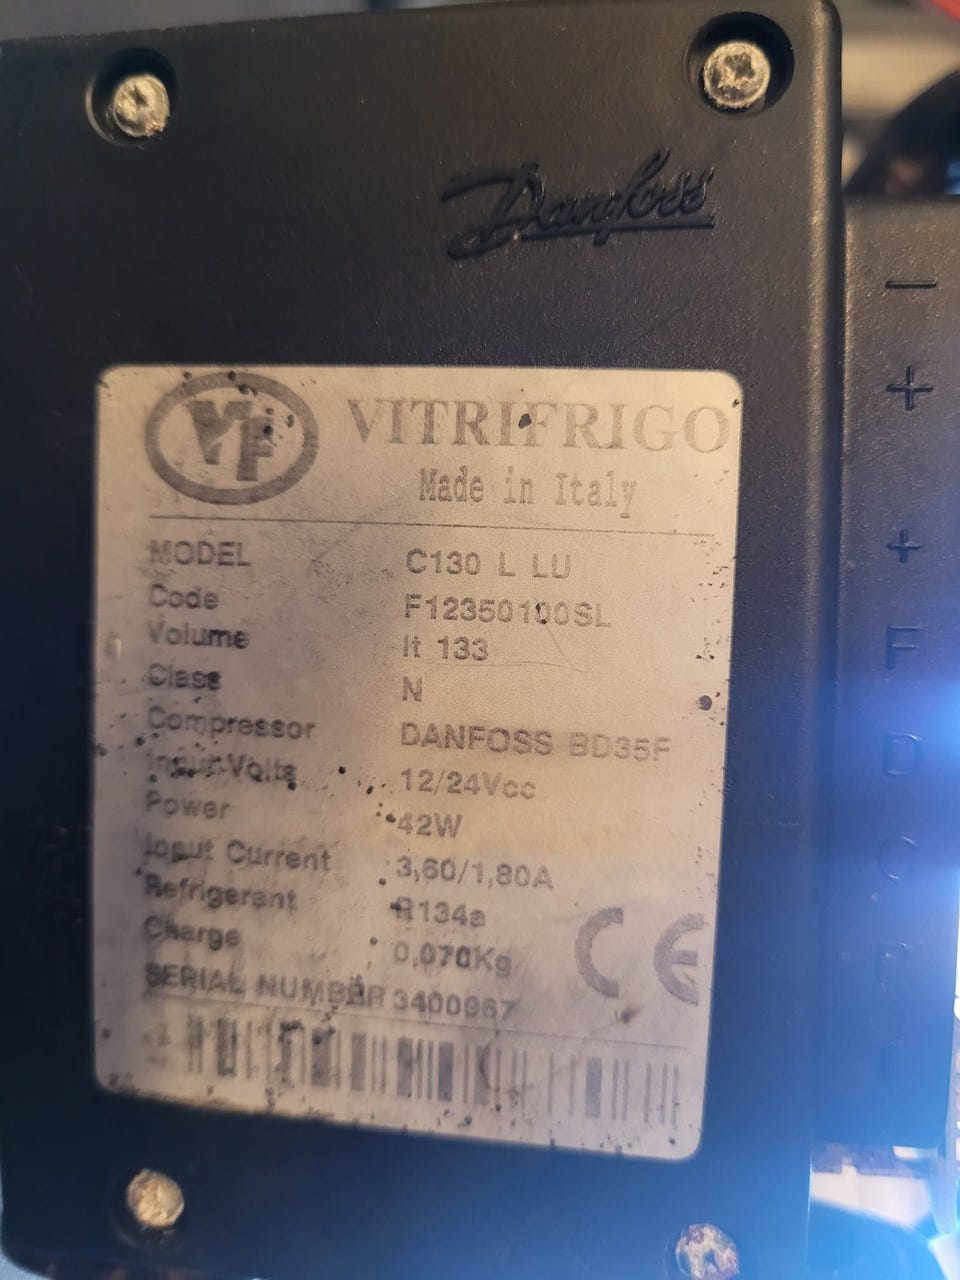 Danfoss
VF VITRIFRIGO
Made in Italy
MODEL C130 L LU
Code F12350100SL
Volume lt 133
Class N
Compressor DANFOSS BD35F
Input Volts 12/24Vcc
Power 42W
Input Current 3,60/1,80A
Refrigerant R134a
Charge 0,070Kg
CE
SERIAL NUMBER 3400967
−
+
+
F
D
C
P
T